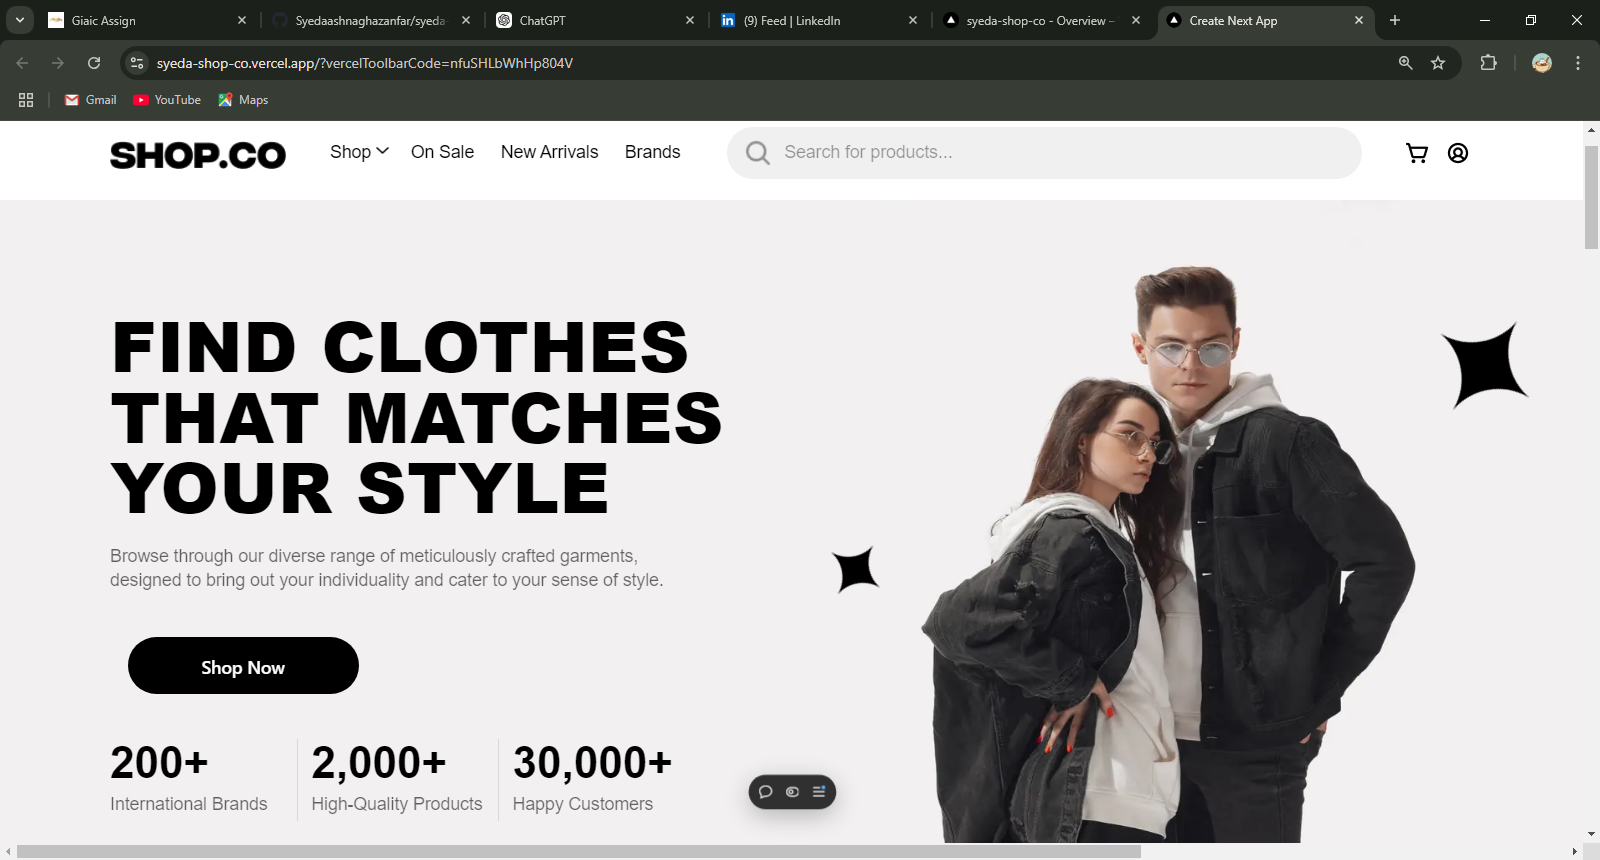 Giaic Assign
Syedaashnaghazanfar/syeda-
ChatGPT
(9) Feed | LinkedIn
syeda-shop-co - Overview –
Create Next App
syeda-shop-co.vercel.app/?vercelToolbarCode=nfuSHLbWhHp804V
Gmail
YouTube
Maps
SHOP.CO
Shop
On Sale
New Arrivals
Brands
Search for products...
FIND CLOTHES
THAT MATCHES
YOUR STYLE
Browse through our diverse range of meticulously crafted garments,
designed to bring out your individuality and cater to your sense of style.
Shop Now
200+
International Brands
2,000+
High-Quality Products
30,000+
Happy Customers